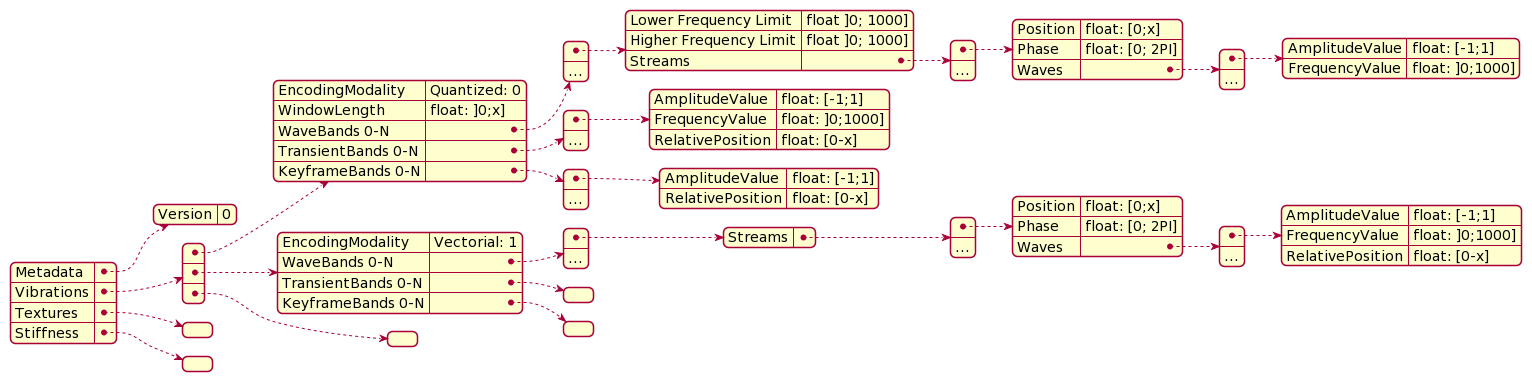 Metadata
Vibrations
Textures
Stiffness
Version 0
EncodingModality Quantized: 0
WindowLength float: ]0;x]
WaveBands 0-N
TransientBands 0-N
KeyframeBands 0-N
...
Lower Frequency Limit float ]0; 1000]
Higher Frequency Limit float ]0; 1000]
Streams
...
Position float: [0;x]
Phase float: [0; 2PI]
Waves
...
AmplitudeValue float: [-1;1]
FrequencyValue float: ]0;1000]
...
AmplitudeValue float: [-1;1]
FrequencyValue float: ]0;1000]
RelativePosition float: [0-x]
...
AmplitudeValue float: [-1;1]
RelativePosition float: [0-x]
EncodingModality Vectorial: 1
WaveBands 0-N
TransientBands 0-N
KeyframeBands 0-N
...
Streams
...
Position float: [0;x]
Phase float: [0; 2PI]
Waves
...
AmplitudeValue float: [-1;1]
FrequencyValue float: ]0;1000]
RelativePosition float: [0-x]